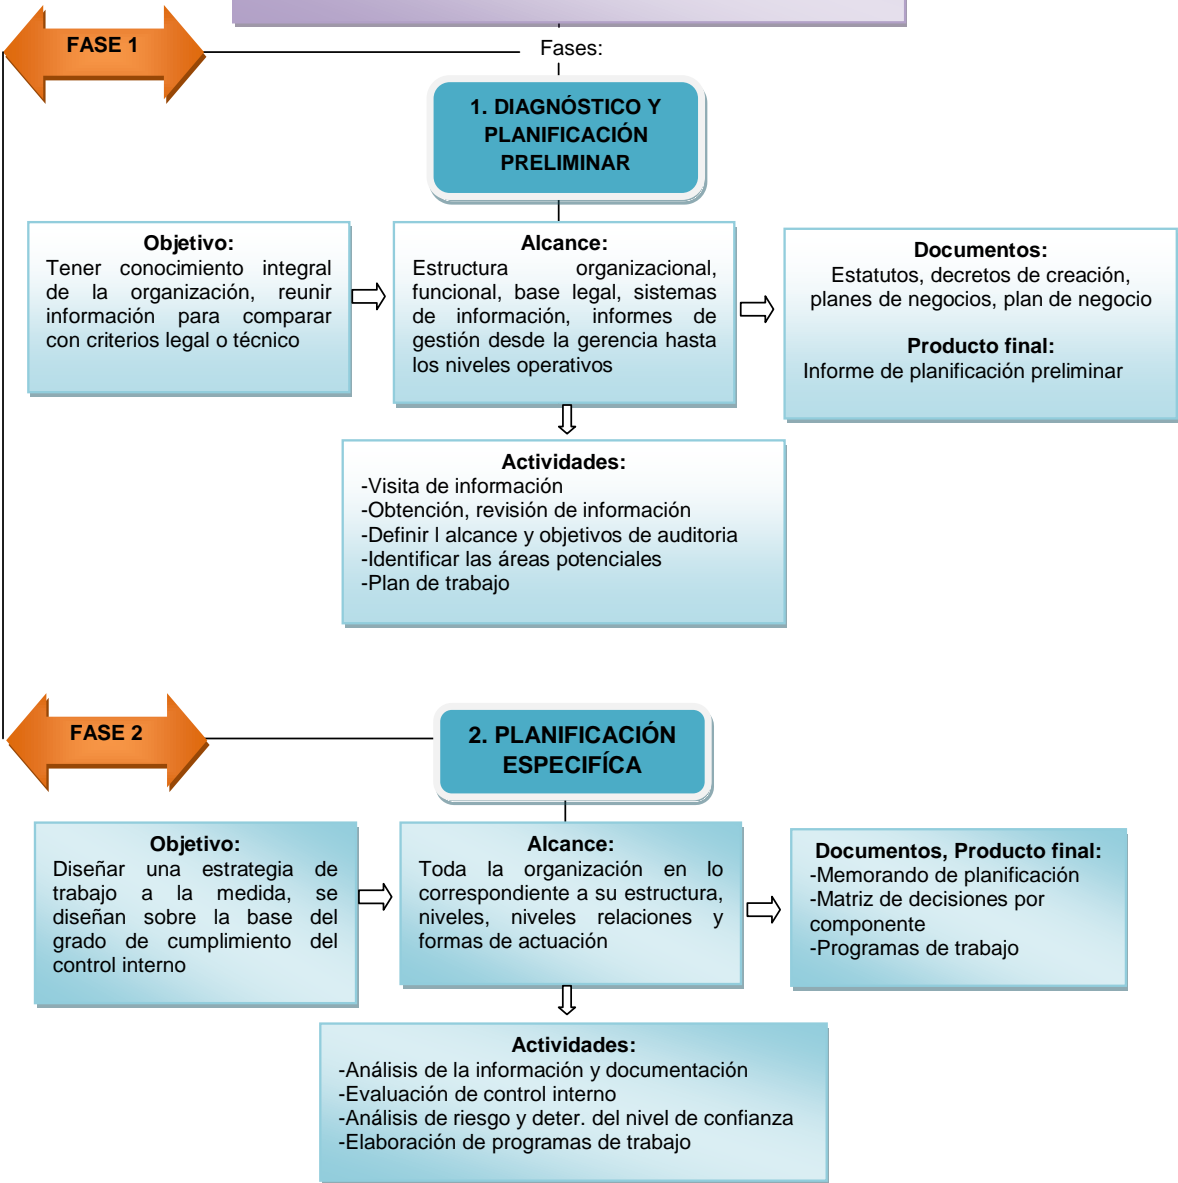 FASE 1
Fases:
1. DIAGNÓSTICO Y
PLANIFICACIÓN
PRELIMINAR
Objetivo:
Tener conocimiento integral
de la organización, reunir
información para comparar
con criterios legal o técnico
Alcance:
Estructura organizacional,
funcional, base legal, sistemas
de información, informes de
gestión desde la gerencia hasta
los niveles operativos
Documentos:
Estatutos, decretos de creación,
planes de negocios, plan de negocio
Producto final:
Informe de planificación preliminar
Actividades:
-Visita de información
-Obtención, revisión de información
-Definir l alcance y objetivos de auditoria
-Identificar las áreas potenciales
-Plan de trabajo
FASE 2
2. PLANIFICACIÓN
ESPECIFÍCA
Objetivo:
Diseñar una estrategia de
trabajo a la medida, se
diseñan sobre la base del
grado de cumplimiento del
control interno
Alcance:
Toda la organización en lo
correspondiente a su estructura,
niveles, niveles relaciones y
formas de actuación
Documentos, Producto final:
-Memorando de planificación
-Matriz de decisiones por
componente
-Programas de trabajo
Actividades:
-Análisis de la información y documentación
-Evaluación de control interno
-Análisis de riesgo y deter. del nivel de confianza
-Elaboración de programas de trabajo